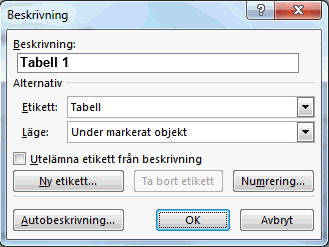 Beskrivning
Beskrivning:
Tabell 1
Alternativ
Etikett: Tabell
Läge: Under markerat objekt
Utelämna etikett från beskrivning
Ny etikett... Ta bort etikett Numrering...
Autobeskrivning... OK Avbryt